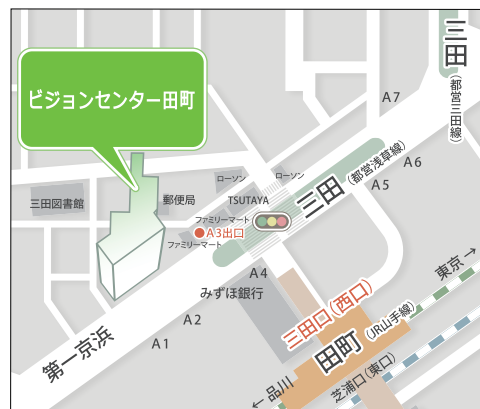 三田
（都営三田線）
ビジョンセンター田町
A7
A6
A5
三田
（都営浅草線）
ローソン
ローソン
TSUTAYA
三田図書館
郵便局
ファミリーマート
A3出口
ファミリーマート
A4
みずほ銀行
三田口（西口）
東京→
田町
（JR山手線）
第一京浜
A2
A1
芝浦口（東口）
←品川